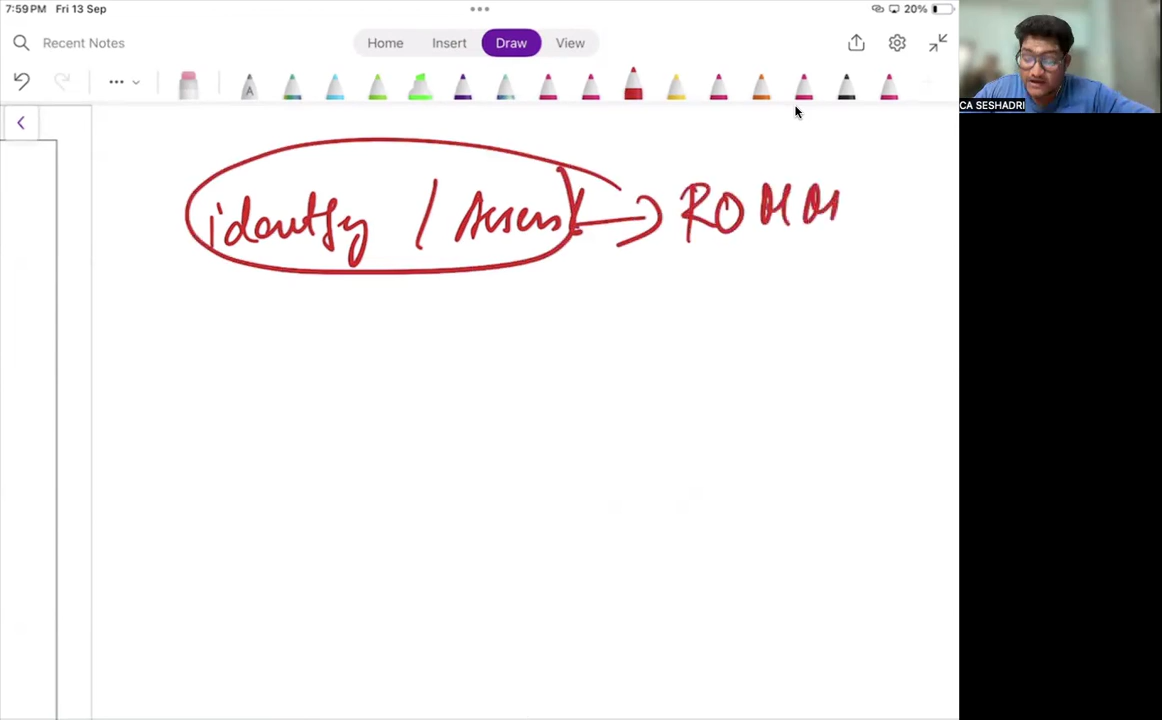 7:59 PM Fri 13 Sep
20%
Recent Notes
Home Insert Draw View
A
CA SESHADRI
identify / Assess → ROMM